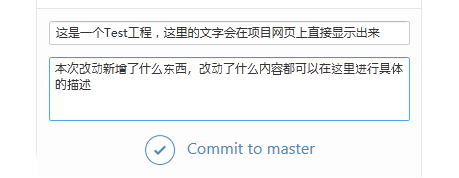 这是一个Test工程，这里的文字会在项目网页上直接显示出来
本次改动新增了什么东西，改动了什么内容都可以在这里进行具体
的描述
Commit to master